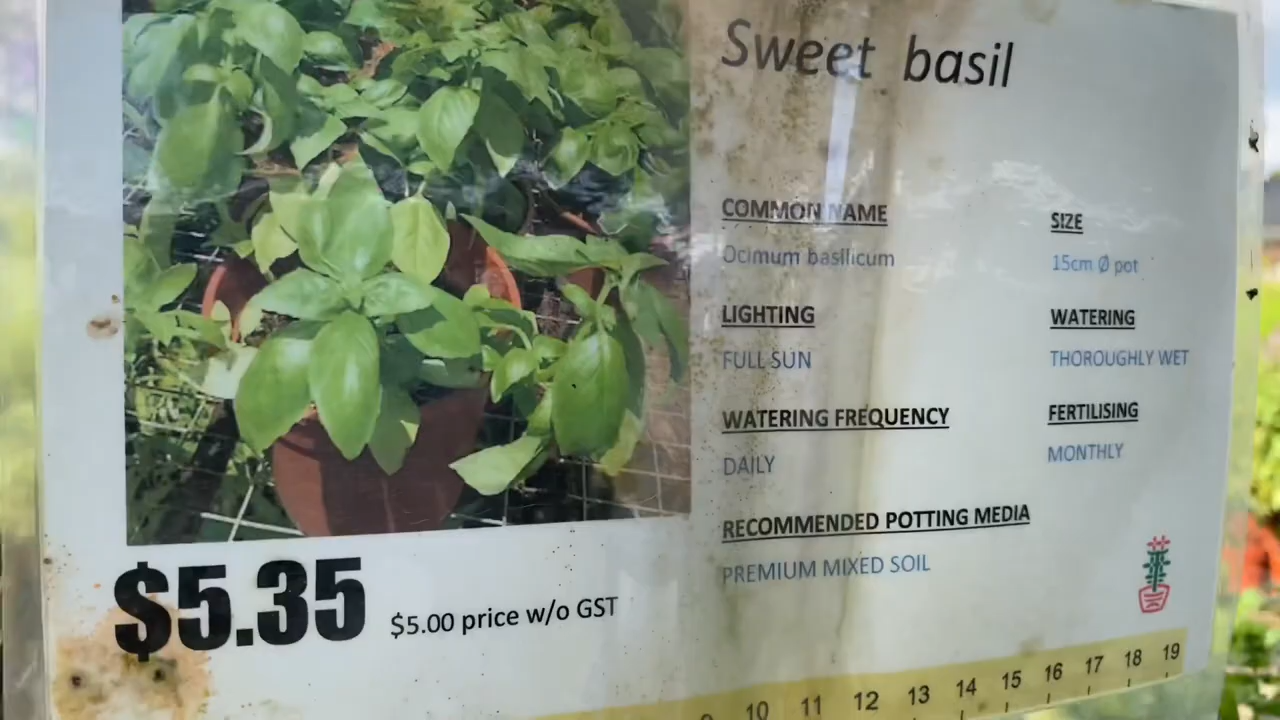 Sweet basil
COMMON NAME
Ocimum basilicum
SIZE
15cm Ø pot
LIGHTING
FULL SUN
WATERING
THOROUGHLY WET
WATERING FREQUENCY
DAILY
FERTILISING
MONTHLY
RECOMMENDED POTTING MEDIA
PREMIUM MIXED SOIL
$5.35 $5.00 price w/o GST
9 10 11 12 13 14 15 16 17 18 19